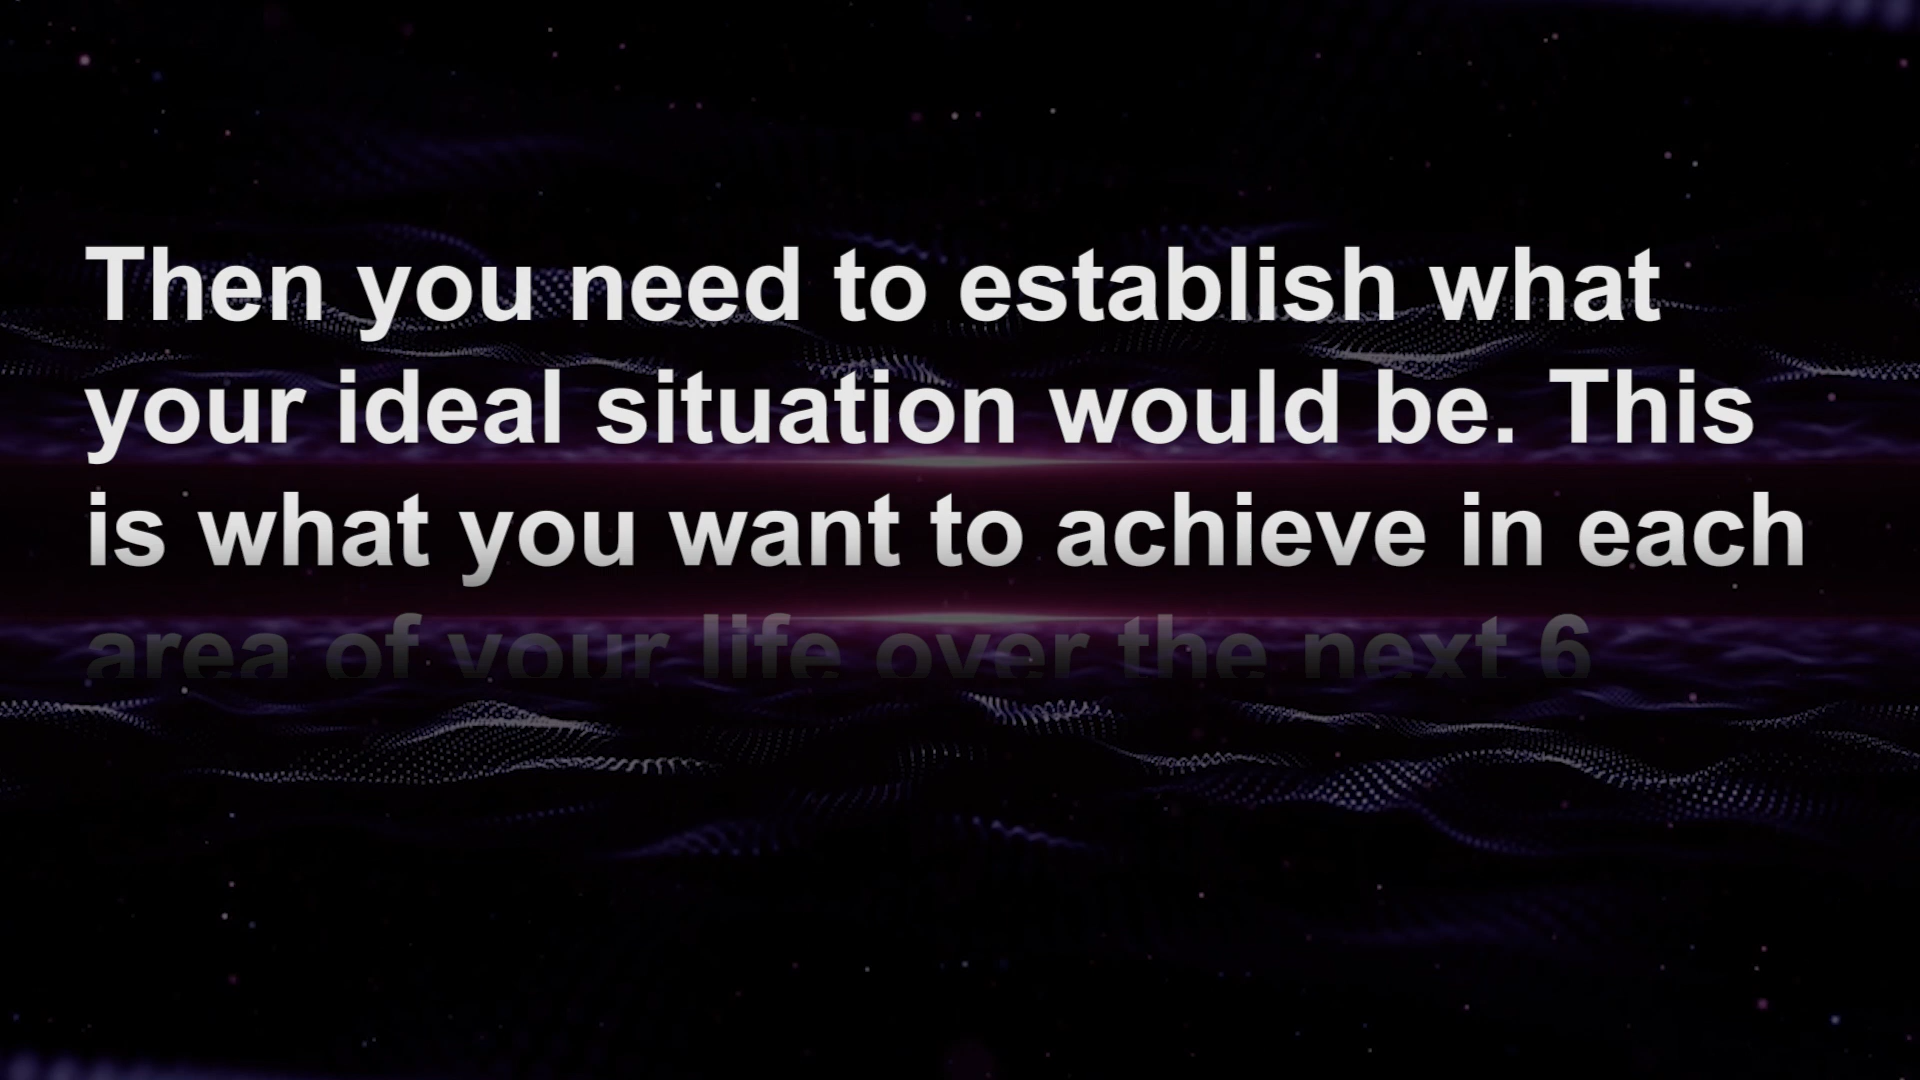 Then you need to establish what
your ideal situation would be. This
is what you want to achieve in each
area of your life over the next 6